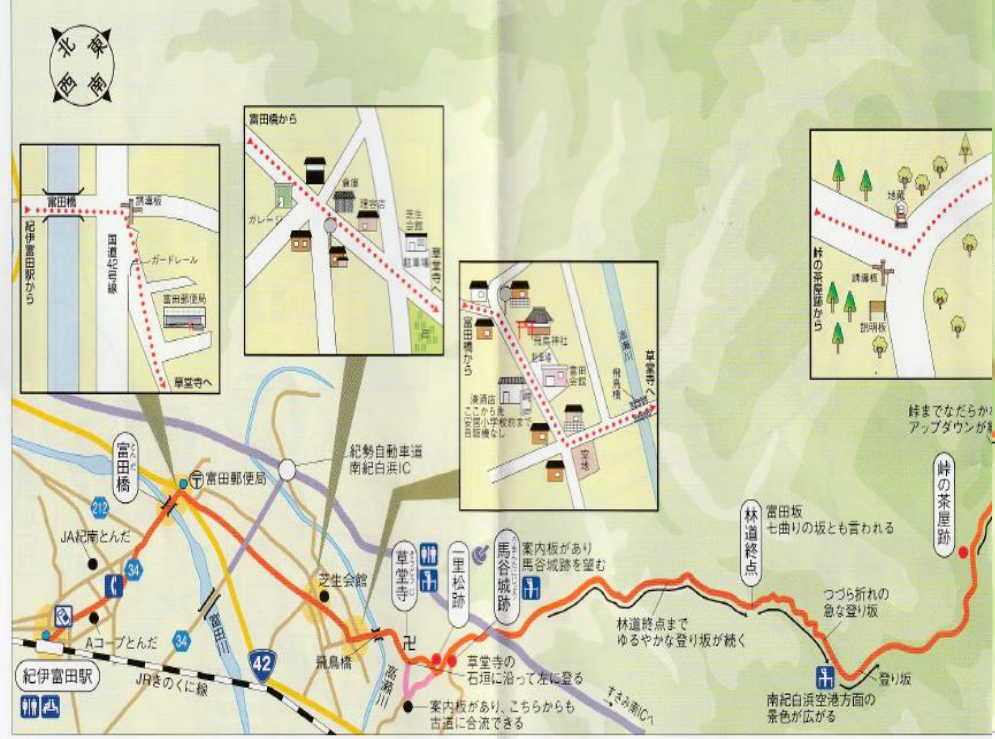 北
東
西
南
富田橋
誘導板
紀伊富田駅から
国道42号線
ガードレール
富田郵便局
草堂寺へ
富田橋から
倉庫
理容店
ガレージ
芝生
会館
駐車場
草堂寺へ
富田橋から
飛鳥神社
駐車場
富田
会館
湊酒店
ここから先
安居小学校前まで
自販機なし
高瀬川
飛鳥橋
草堂寺へ
空地
地蔵
峠の茶屋跡から
誘導板
説明板
峠までなだらかな
アップダウンが
富田橋
とんだ
富田郵便局
紀勢自動車道
南紀白浜IC
212
JA紀南とんだ
34
芝生会館
Aコープとんだ
34
富田川
42
飛鳥橋
高瀬川
紀伊富田駅
JRきのくに線
草堂寺
一里松跡
馬谷城跡
案内板があり
馬谷城跡を望む
草堂寺の
石垣に沿って左に登る
案内板があり、こちらからも
古道に合流できる
すさみ南ICへ
林道終点まで
ゆるやかな登り坂が続く
林道終点
富田坂
七曲りの坂とも言われる
つづら折れの
急な登り坂
登り坂
南紀白浜空港方面の
景色が広がる
峠の茶屋跡